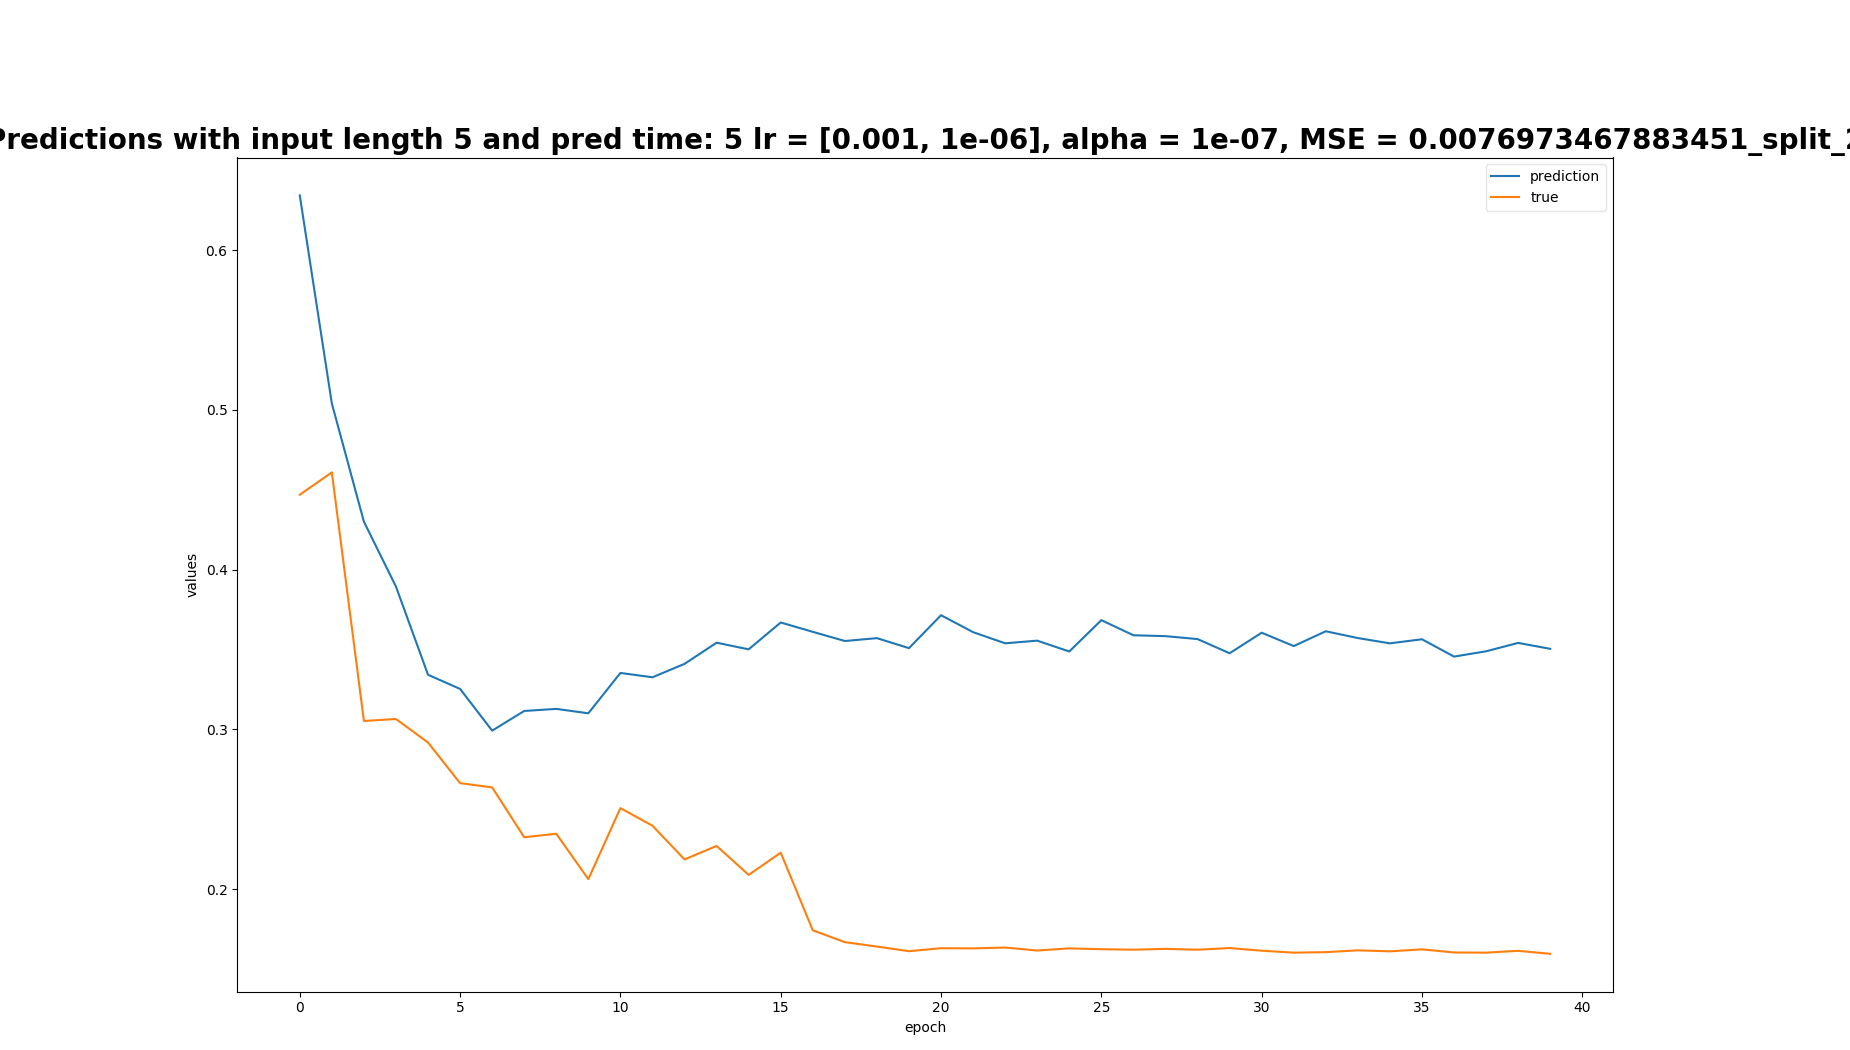 Predictions with input length 5 and pred time: 5 lr = [0.001, 1e-06], alpha = 1e-07, MSE = 0.0076973467883451_split_2
prediction
true
0.6
0.5
0.4
0.3
0.2
values
0 5 10 15 20 25 30 35 40
epoch